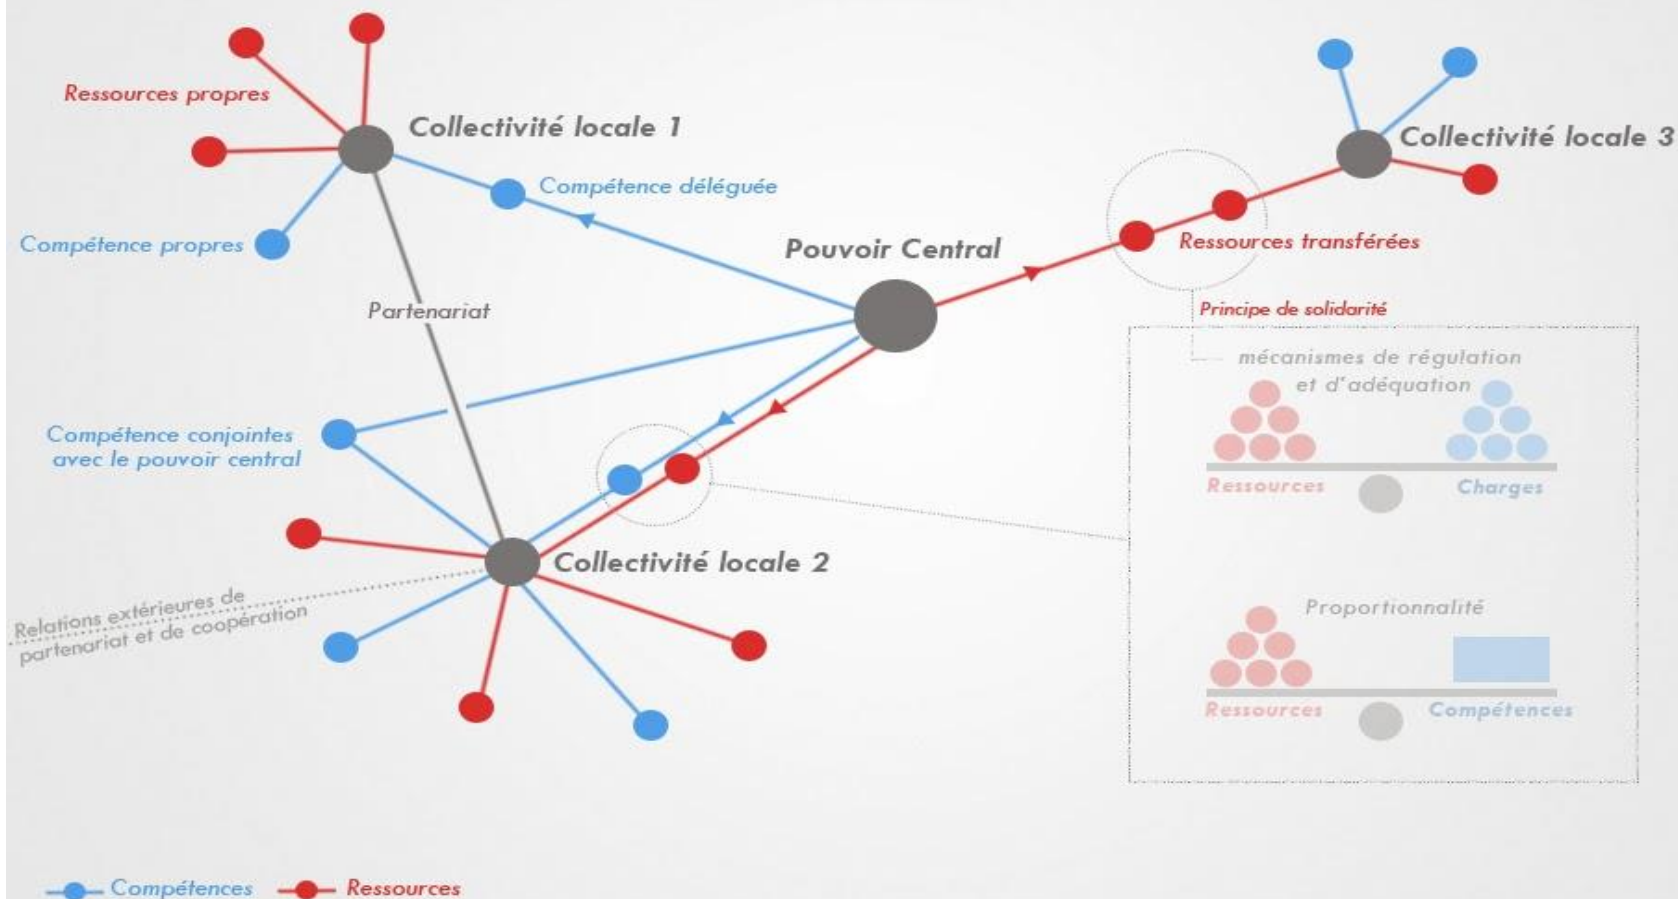 Ressources propres
Collectivité locale 1
Collectivité locale 3
Compétence déléguée
Compétence propres
Pouvoir Central
Ressources transférées
Partenariat
Principe de solidarité
mécanismes de régulation
et d'adéquation
Compétence conjointes
avec le pouvoir central
Ressources
Charges
Collectivité locale 2
Relations extérieures de
partenariat et de coopération
Proportionnalité
Ressources
Compétences
Compétences
Ressources